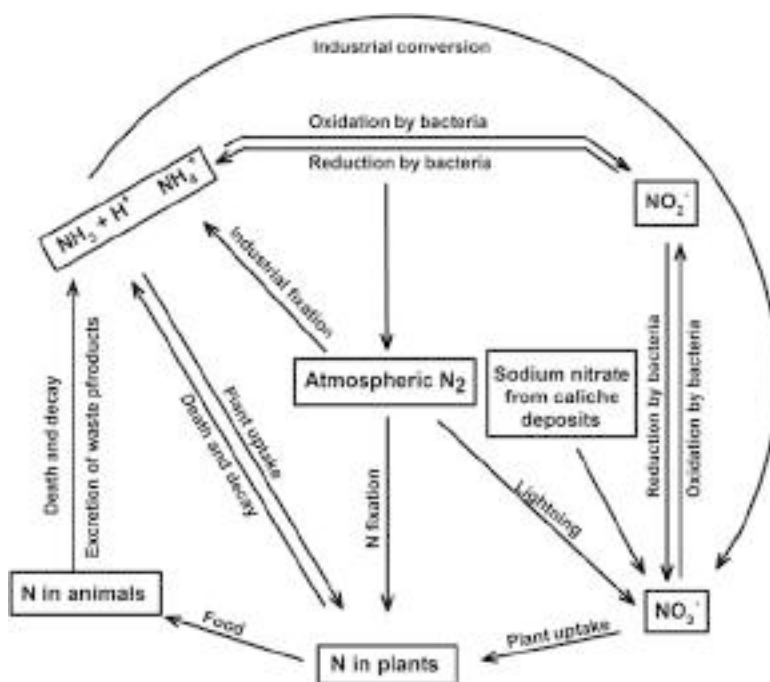 Industrial conversion
Oxidation by bacteria
Reduction by bacteria
NH₃ + H⁺ NH₄⁺
NO₂⁻
Industrial fixation
Atmospheric N₂
Sodium nitrate
from caliche
deposits
Reduction by bacteria
Oxidation by bacteria
Death and decay
Excretion of waste pfroducts
Plant uptake
Death and decay
N fixation
Lightsing
N in animals
NO₃⁻
Food
Plant uptake
N in plants